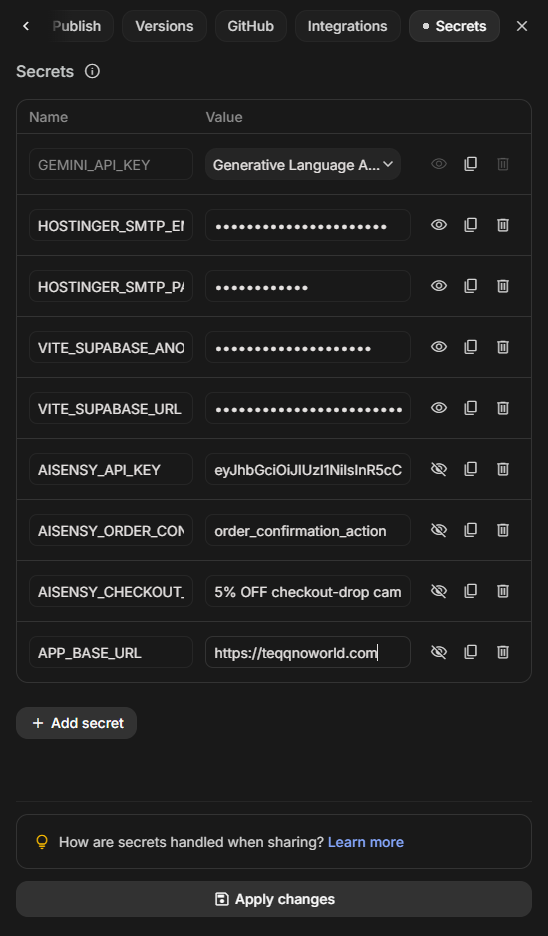 Publish Versions GitHub Integrations Secrets
Secrets
Name Value
GEMINI_API_KEY Generative Language A...
HOSTINGER_SMTP_EM
HOSTINGER_SMTP_PA
VITE_SUPABASE_ANO
VITE_SUPABASE_URL
AISENSY_API_KEY eyJhbGciOiJIUzI1NiIsInR5cC
AISENSY_ORDER_CON order_confirmation_action
AISENSY_CHECKOUT_ 5% OFF checkout-drop cam
APP_BASE_URL https://teqqnoworld.com
+ Add secret
How are secrets handled when sharing? Learn more
Apply changes